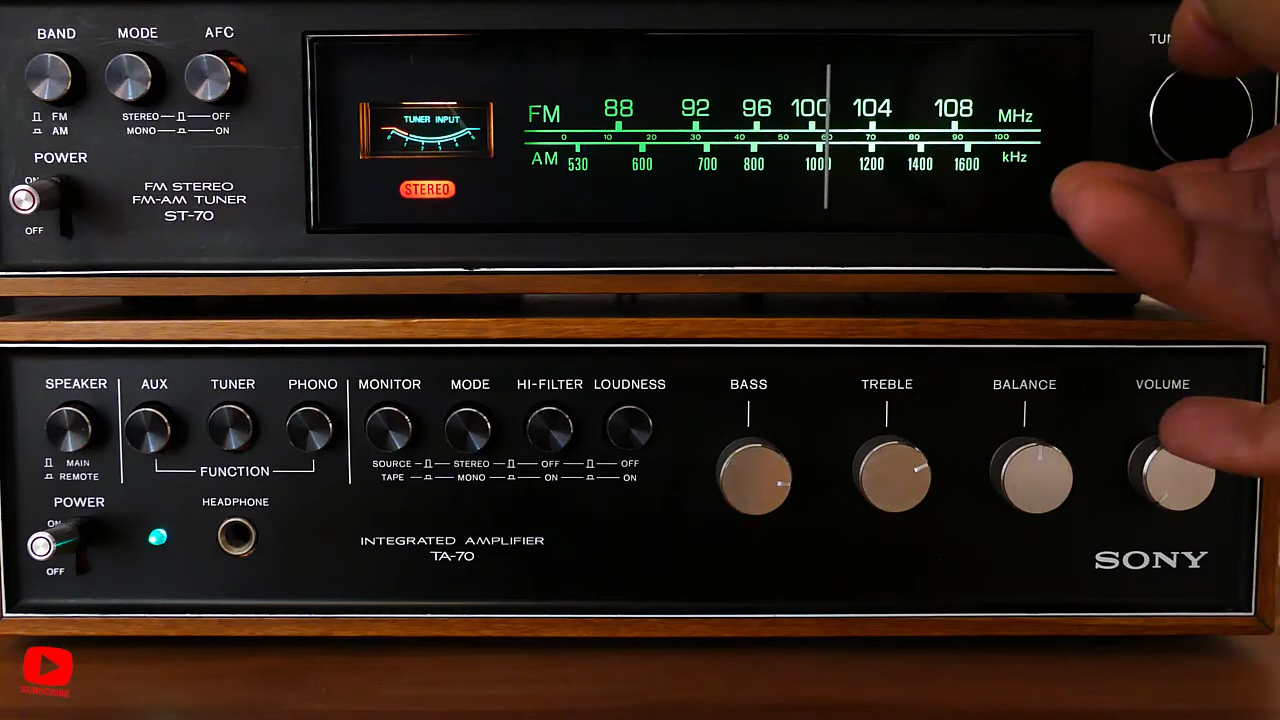 BAND MODE AFC
FM STEREO OFF
AM MONO ON
POWER
ON
OFF
FM STEREO
FM-AM TUNER
ST-70
TUNER INPUT
STEREO
FM 88 92 96 100 104 108 MHz
0 10 20 30 40 50 60 70 80 90 100
AM 530 600 700 800 1000 1200 1400 1600 kHz
SPEAKER AUX TUNER PHONO MONITOR MODE HI-FILTER LOUDNESS BASS TREBLE BALANCE VOLUME
MAIN
REMOTE
FUNCTION
SOURCE STEREO OFF OFF
TAPE MONO ON ON
POWER
ON
OFF
HEADPHONE
INTEGRATED AMPLIFIER
TA-70
SONY
SUBSCRIBE